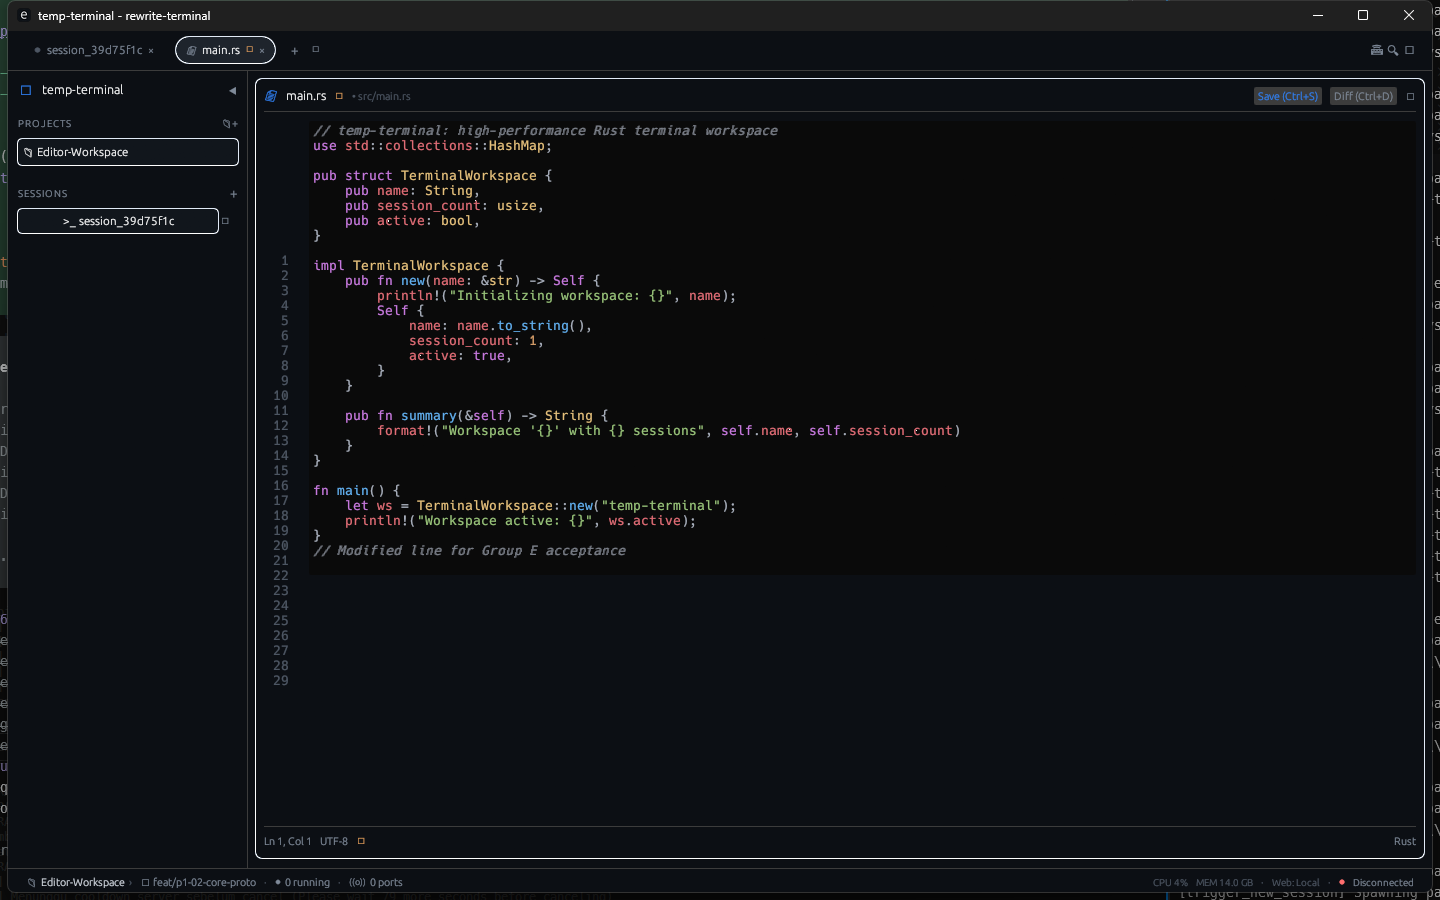 e temp-terminal - rewrite-terminal
session_39d75f1c × main.rs × +
temp-terminal
PROJECTS
Editor-Workspace
SESSIONS +
>_ session_39d75f1c
main.rs • src/main.rs Save (Ctrl+S) Diff (Ctrl+D)
// temp-terminal: high-performance Rust terminal workspace
use std::collections::HashMap;
pub struct TerminalWorkspace {
pub name: String,
pub session_count: usize,
pub active: bool,
}
1 impl TerminalWorkspace {
2 pub fn new(name: &str) -> Self {
3 println!("Initializing workspace: {}", name);
4 Self {
5 name: name.to_string(),
6 session_count: 1,
7 active: true,
8 }
9 }
10
11 pub fn summary(&self) -> String {
12 format!("Workspace '{}' with {} sessions", self.name, self.session_count)
13 }
14 }
15
16 fn main() {
17 let ws = TerminalWorkspace::new("temp-terminal");
18 println!("Workspace active: {}", ws.active);
19 }
20 // Modified line for Group E acceptance
21
22
23
24
25
26
27
28
29
Ln 1, Col 1 UTF-8 Rust
Editor-Workspace › feat/p1-02-core-proto · 0 running · ((o)) 0 ports CPU 4% MEM 14.0 GB · Web: Local · Disconnected